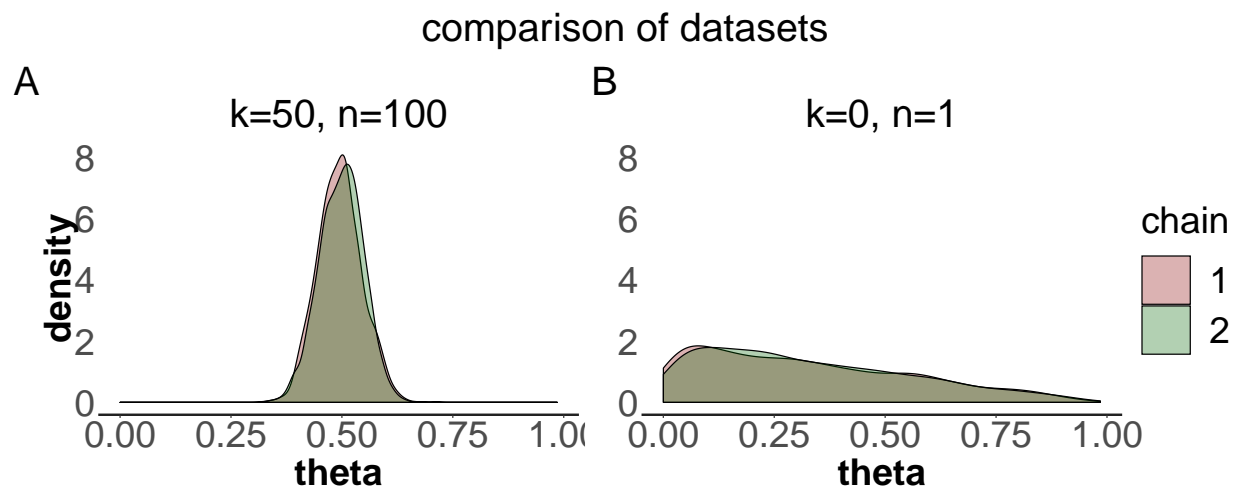 comparison of datasets
A
k=50, n=100
8
6
4
2
0
density
0.00 0.25 0.50 0.75 1.00
theta
B
k=0, n=1
8
6
4
2
0
0.00 0.25 0.50 0.75 1.00
theta
chain
1
2